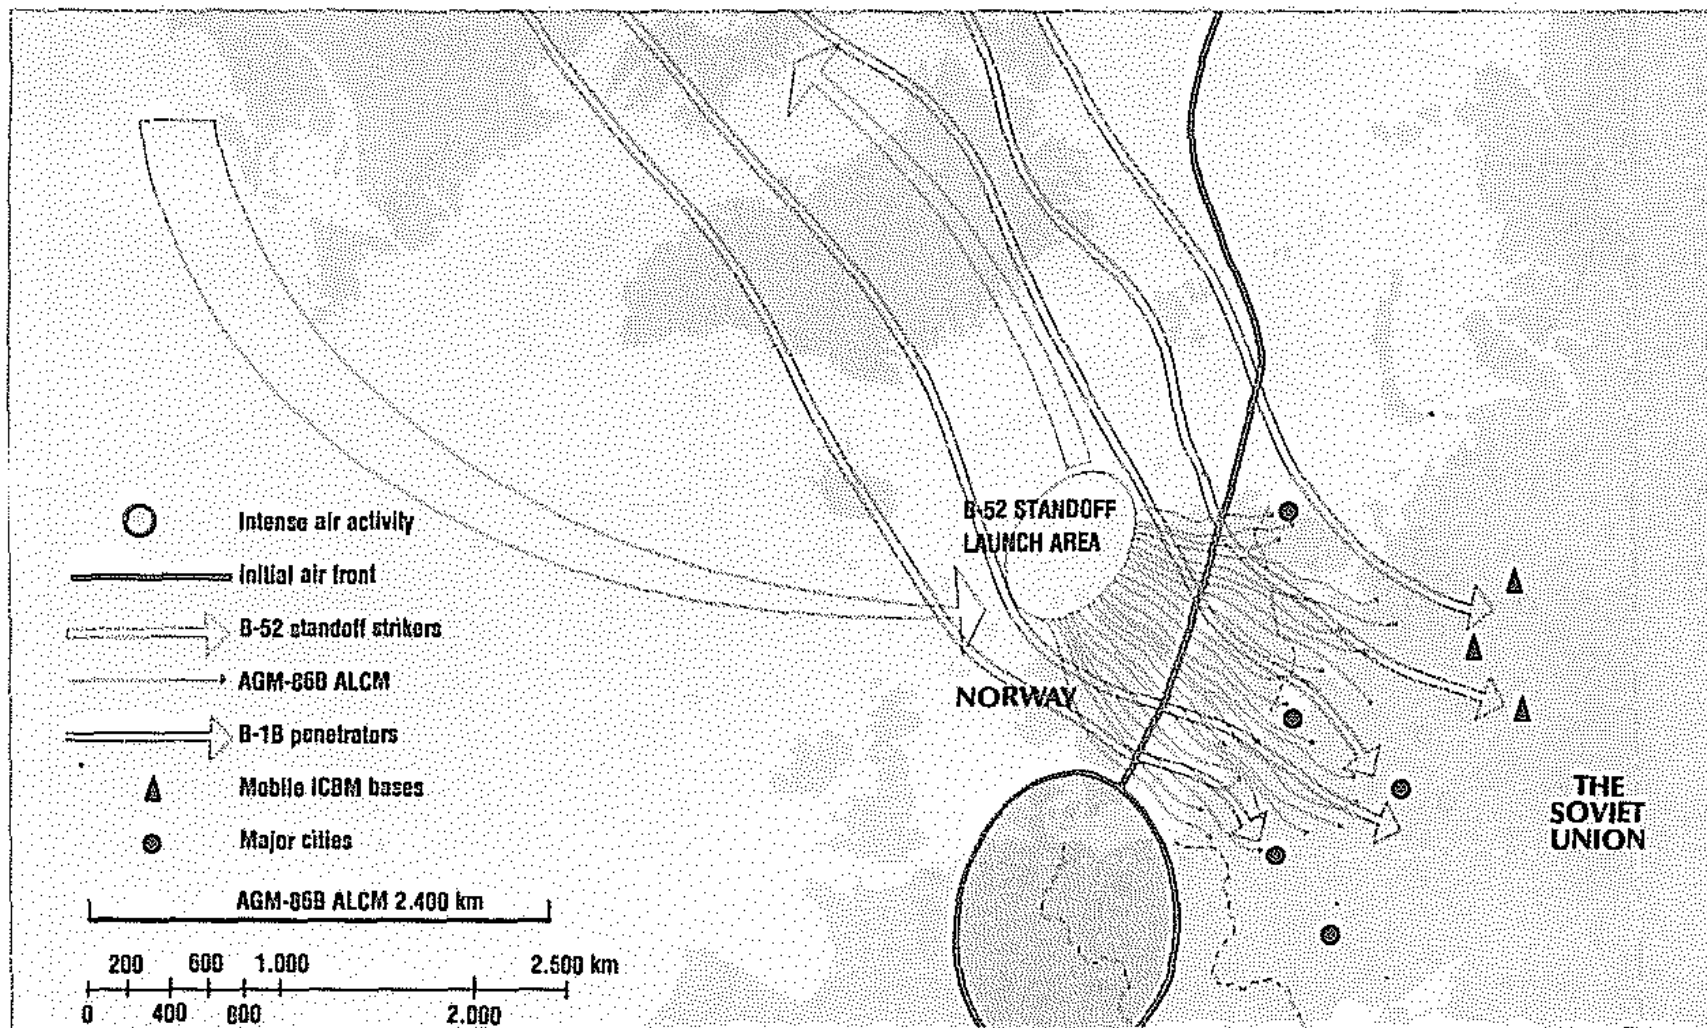 B-52 STANDOFF
LAUNCH AREA
NORWAY
THE
SOVIET
UNION
Intense air activity
Initial air front
B-52 standoff strikers
AGM-86B ALCM
B-1B penetrators
Mobile ICBM bases
Major cities
AGM-86B ALCM 2.400 km
200 600 1.000 2.500 km
0 400 800 2.000